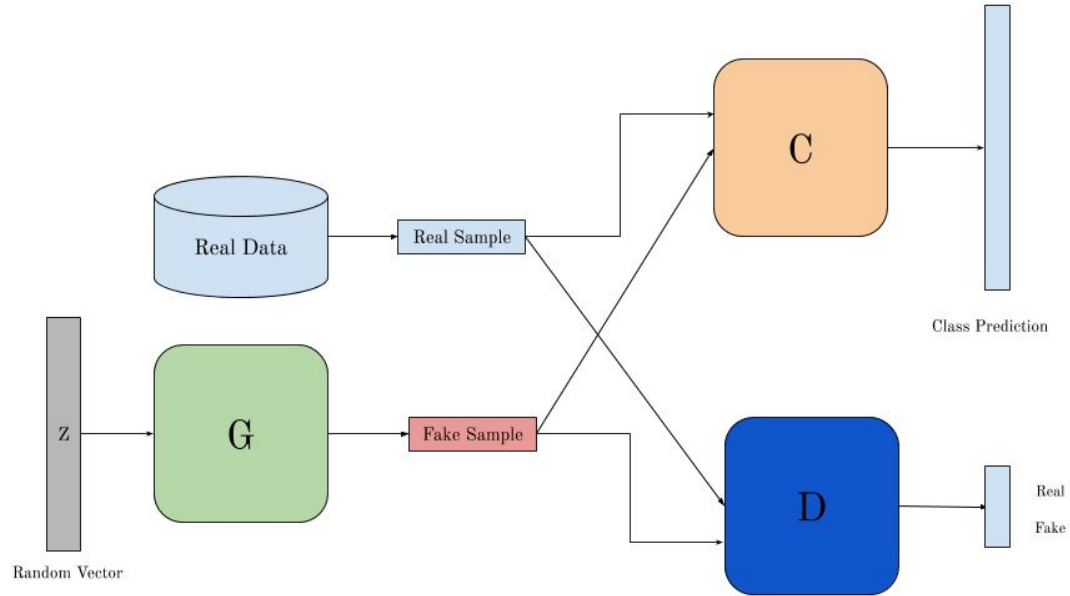 C
Real Data
Real Sample
Class Prediction
Z
G
Fake Sample
D
Real
Fake
Random Vector